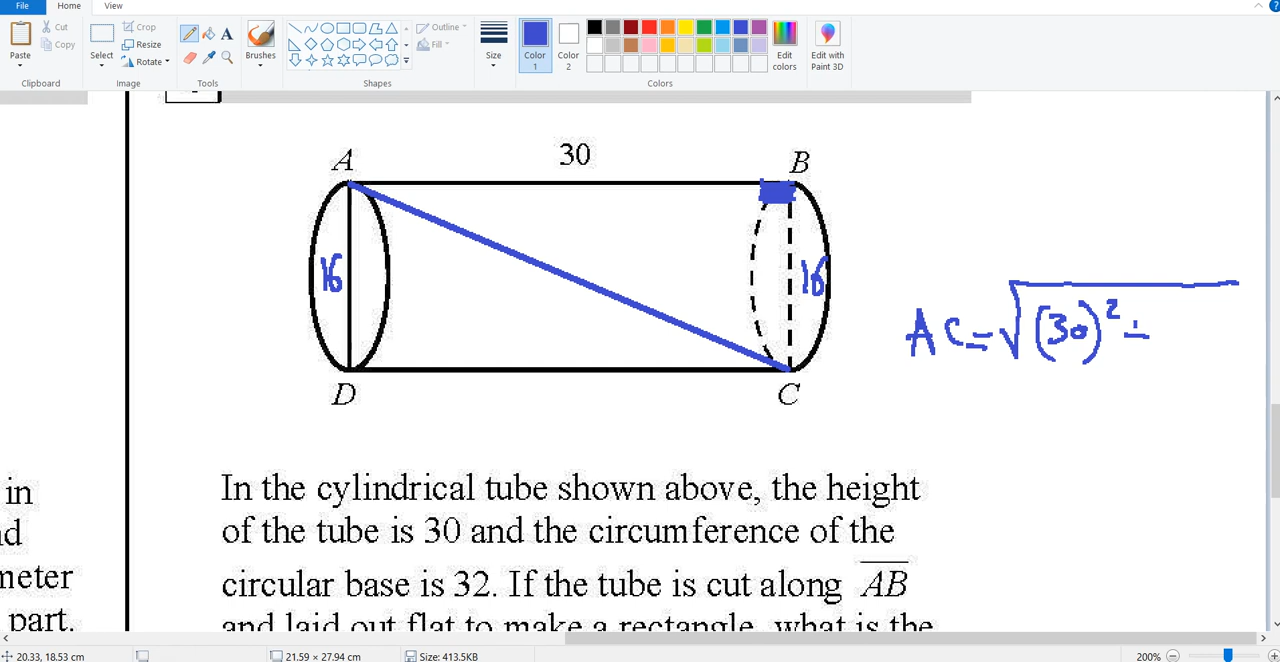 File Home View
Paste Cut Copy Clipboard
Select Crop Resize Rotate Image
A Tools
Brushes
Outline Fill Shapes
Size
Color 1 Color 2 Edit colors Colors
Edit with Paint 3D
A 30 B
16 16
D C
AC=√(30)² +
in
meter
part.
In the cylindrical tube shown above, the height
of the tube is 30 and the circumference of the
circular base is 32. If the tube is cut along AB
and laid out flat to make a rectangle, what is the
20.33, 18.53 cm 21.59 × 27.94 cm Size: 413.5KB 200%